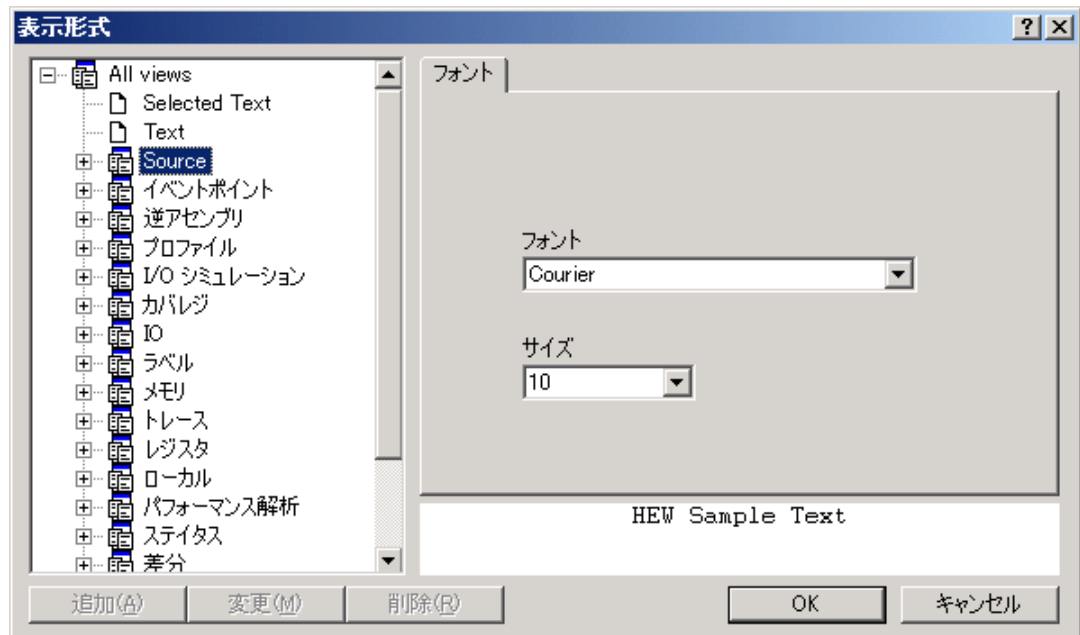 表示形式
All views
Selected Text
Text
Source
イベントポイント
逆アセンブリ
プロファイル
I/O シミュレーション
カバレジ
IO
ラベル
メモリ
トレース
レジスタ
ローカル
パフォーマンス解析
ステイタス
差分
フォント
フォント
Courier
サイズ
10
HEW Sample Text
追加(A)
変更(M)
削除(R)
OK
キャンセル